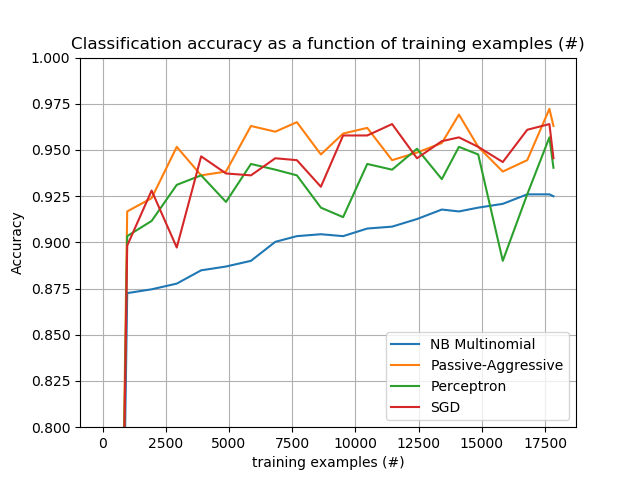 Classification accuracy as a function of training examples (#)
1.000
0.975
0.950
0.925
0.900
0.875
0.850
0.825
0.800
Accuracy
NB Multinomial
Passive-Aggressive
Perceptron
SGD
0 2500 5000 7500 10000 12500 15000 17500
training examples (#)